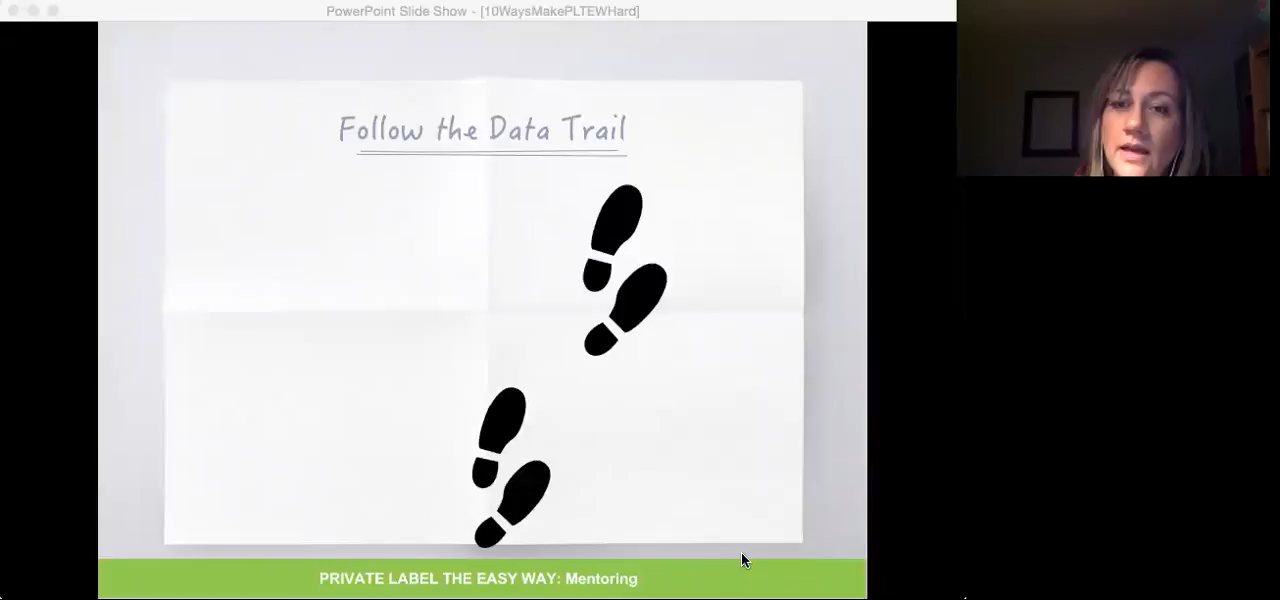 PowerPoint Slide Show - [10WaysMakePLTEWHard]
Follow the Data Trail
PRIVATE LABEL THE EASY WAY: Mentoring